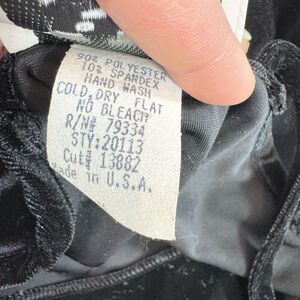 90% POLYESTER
10% SPANDEX
HAND WASH
COLD,DRY FLAT
NO BLEACH
R/N# 79334
STY:20113
Cut# 13882
Made in U.S.A.